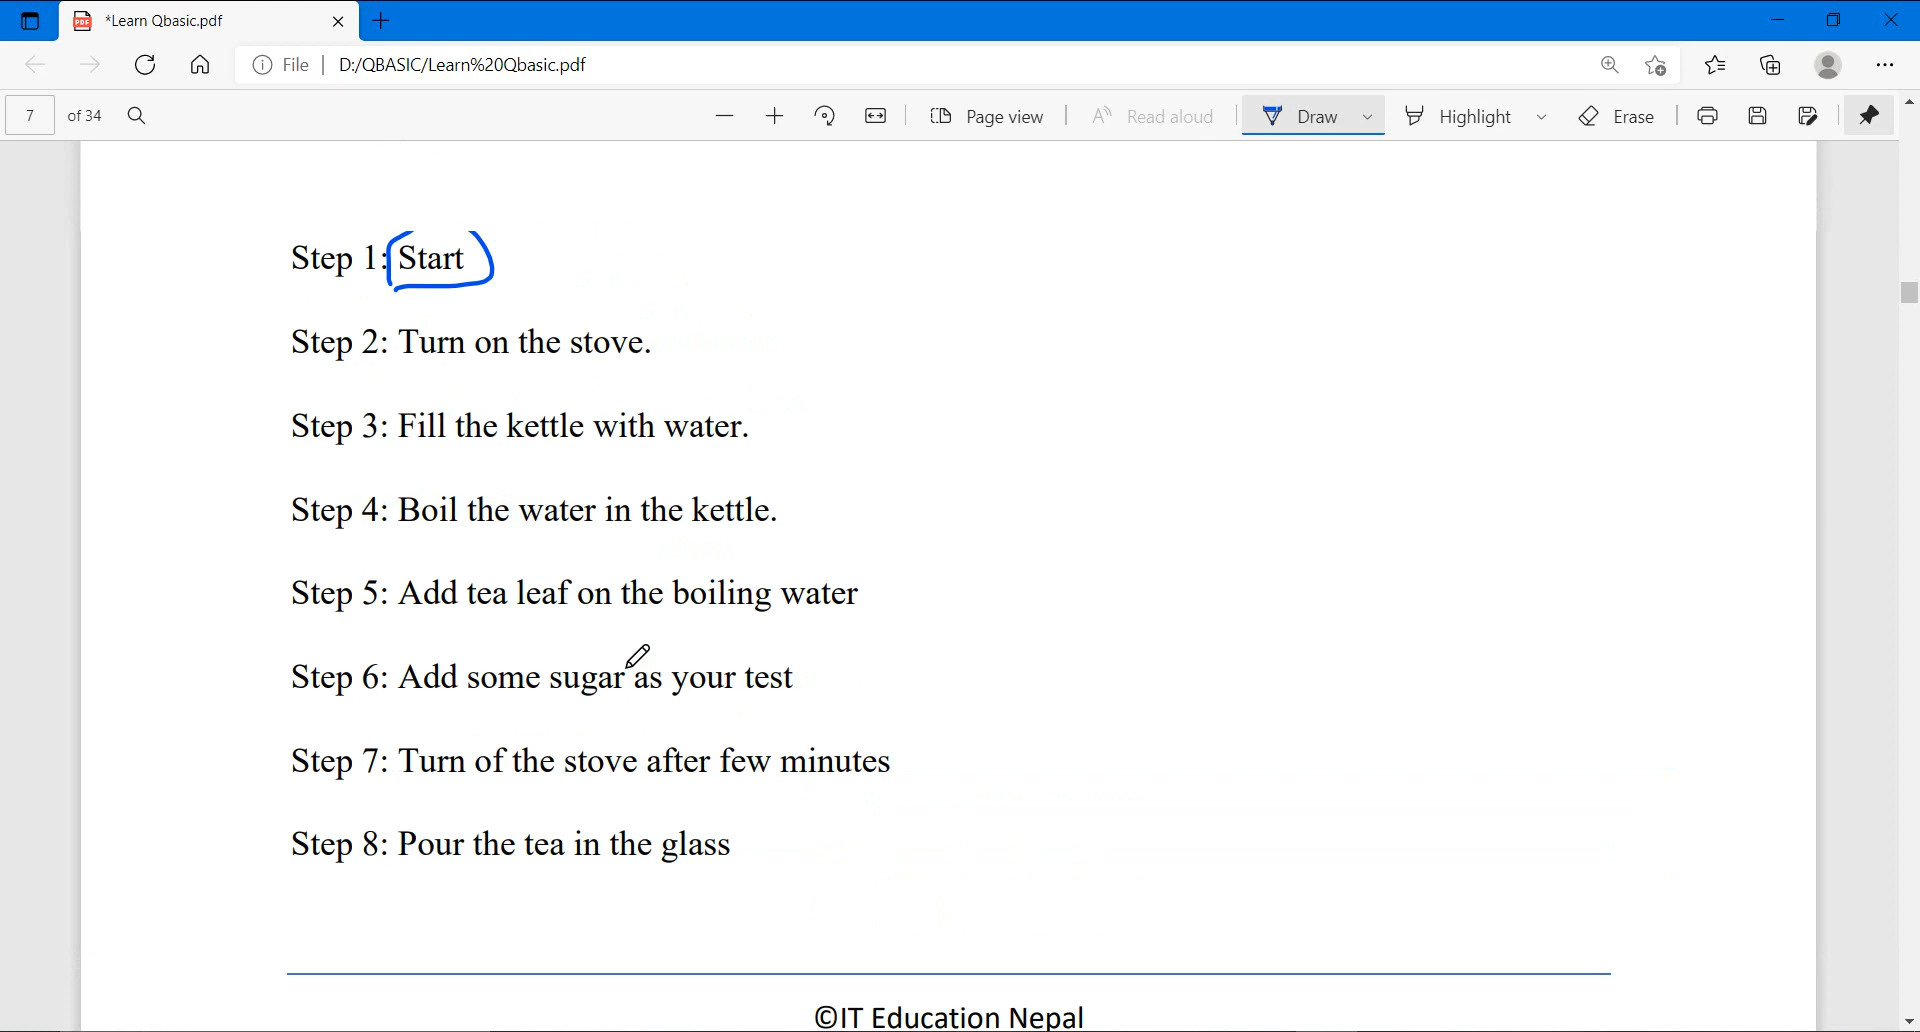 *Learn Qbasic.pdf
File D:/QBASIC/Learn%20Qbasic.pdf
7 of 34 Page view Read aloud Draw Highlight Erase
Step 1: Start
Step 2: Turn on the stove.
Step 3: Fill the kettle with water.
Step 4: Boil the water in the kettle.
Step 5: Add tea leaf on the boiling water
Step 6: Add some sugar as your test
Step 7: Turn of the stove after few minutes
Step 8: Pour the tea in the glass
©IT Education Nepal